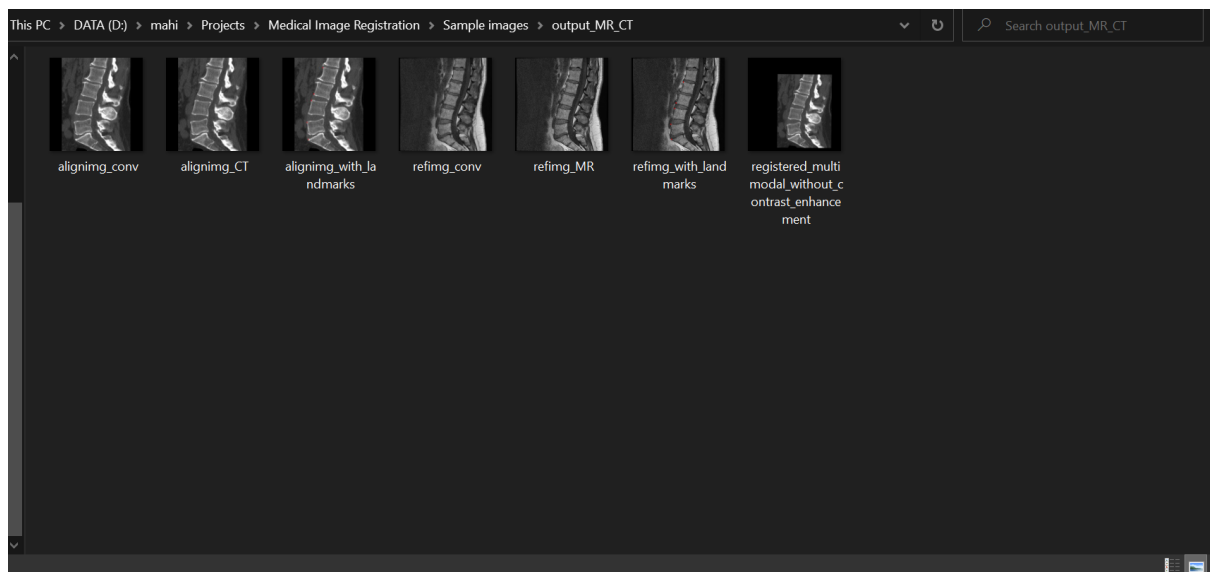 This PC > DATA (D:) > mahi > Projects > Medical Image Registration > Sample images > output_MR_CT
Search output_MR_CT
alignimg_conv
alignimg_CT
alignimg_with_la
ndmarks
refimg_conv
refimg_MR
refimg_with_land
marks
registered_multi
modal_without_c
ontrast_enhance
ment